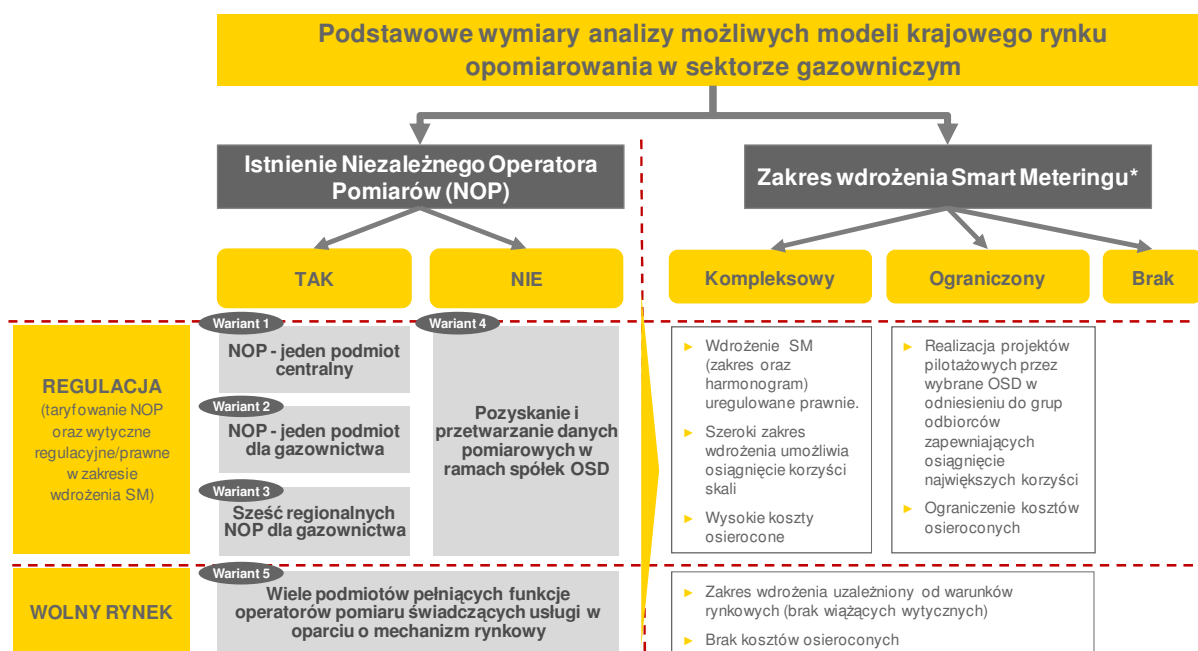 Podstawowe wymiary analizy możliwych modeli krajowego rynku
opomiarowania w sektorze gazowniczym
Istnienie Niezależnego Operatora
Pomiarów (NOP)
Zakres wdrożenia Smart Meteringu*
TAK
NIE
Kompleksowy
Ograniczony
Brak
REGULACJA
(taryfowanie NOP
oraz wytyczne
regulacyjne/prawne
w zakresie
wdrożenia SM)
Wariant 1
NOP - jeden podmiot
centralny
Wariant 2
NOP - jeden podmiot
dla gazownictwa
Wariant 3
Sześć regionalnych
NOP dla gazownictwa
Wariant 4
Pozyskanie i
przetwarzanie danych
pomiarowych w
ramach spółek OSD
► Wdrożenie SM
(zakres oraz
harmonogram)
uregulowane prawnie.
► Szeroki zakres
wdrożenia umożliwia
osiągnięcie korzyści
skali
► Wysokie koszty
osierocone
► Realizacja projektów
pilotażowych przez
wybrane OSD w
odniesieniu do grup
odbiorców
zapewniających
osiągnięcie
największych korzyści
► Ograniczenie kosztów
osieroconych
WOLNY RYNEK
Wariant 5
Wiele podmiotów pełniących funkcje
operatorów pomiaru świadczących usługi w
oparciu o mechanizm rynkowy
► Zakres wdrożenia uzależniony od warunków
rynkowych (brak wiążących wytycznych)
► Brak kosztów osieroconych